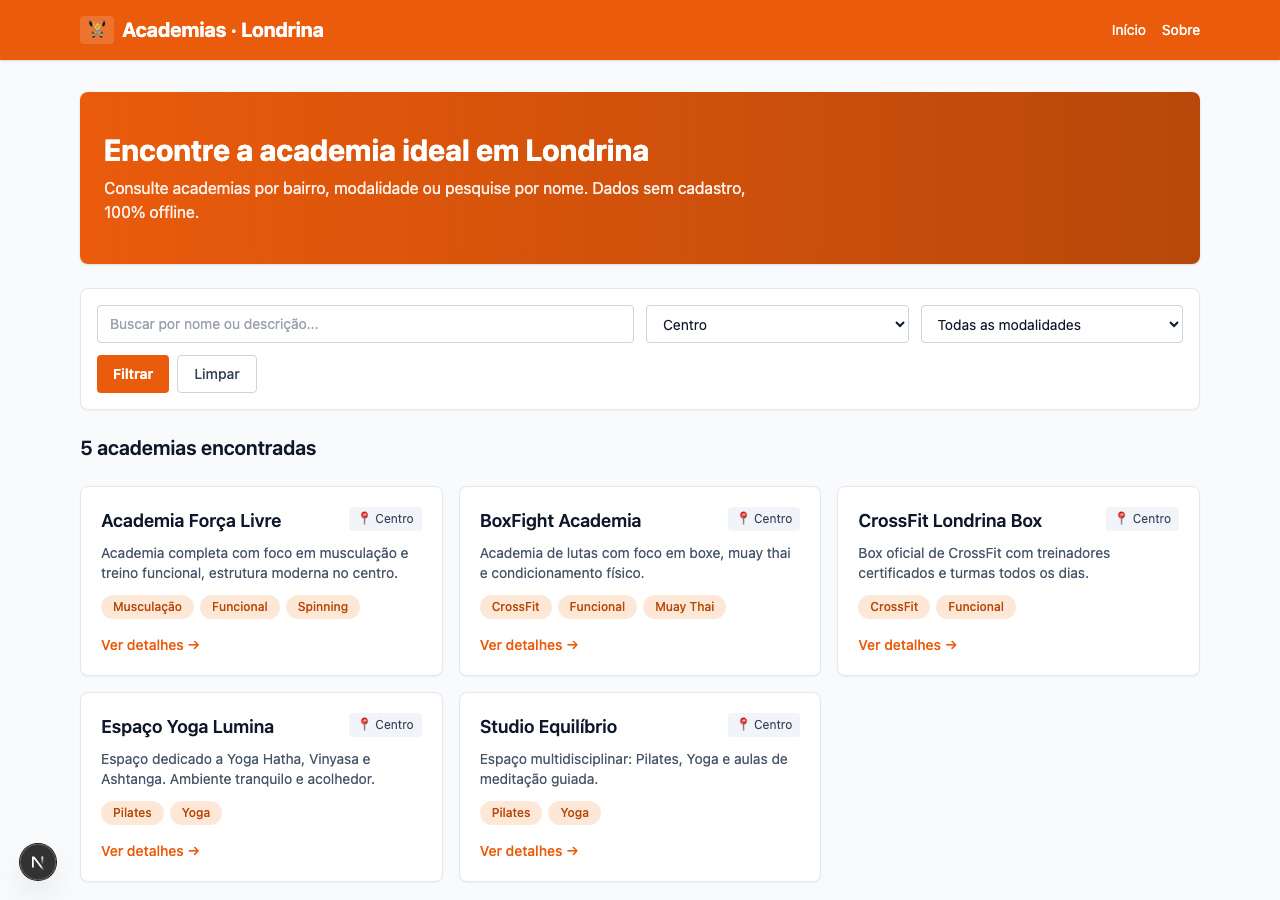 Academias · Londrina
Início Sobre
Encontre a academia ideal em Londrina
Consulte academias por bairro, modalidade ou pesquise por nome. Dados sem cadastro,
100% offline.
Buscar por nome ou descrição...
Centro
Todas as modalidades
Filtrar Limpar
5 academias encontradas
Academia Força Livre
Centro
Academia completa com foco em musculação e
treino funcional, estrutura moderna no centro.
Musculação Funcional Spinning
Ver detalhes →
BoxFight Academia
Centro
Academia de lutas com foco em boxe, muay thai
e condicionamento físico.
CrossFit Funcional Muay Thai
Ver detalhes →
CrossFit Londrina Box
Centro
Box oficial de CrossFit com treinadores
certificados e turmas todos os dias.
CrossFit Funcional
Ver detalhes →
Espaço Yoga Lumina
Centro
Espaço dedicado a Yoga Hatha, Vinyasa e
Ashtanga. Ambiente tranquilo e acolhedor.
Pilates Yoga
Ver detalhes →
Studio Equilíbrio
Centro
Espaço multidisciplinar: Pilates, Yoga e aulas de
meditação guiada.
Pilates Yoga
Ver detalhes →
N